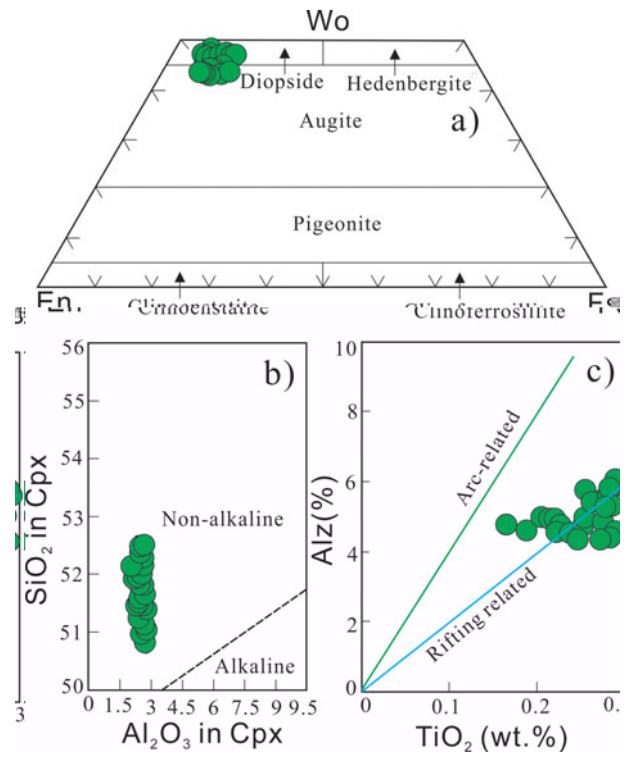 Wo
Diopside Hedenbergite
Augite
a)
Pigeonite
56
55
54
53
52
51
50
SiO2 in Cpx
b)
Non-alkaline
Alkaline
0 1.5 3 4.5 6 7.5 9.5
Al2O3 in Cpx
3
10
8
6
4
2
0
Alz(%)
c)
Arc-related
Rifting related
0 0.1 0.2 0.
TiO2 (wt.%)